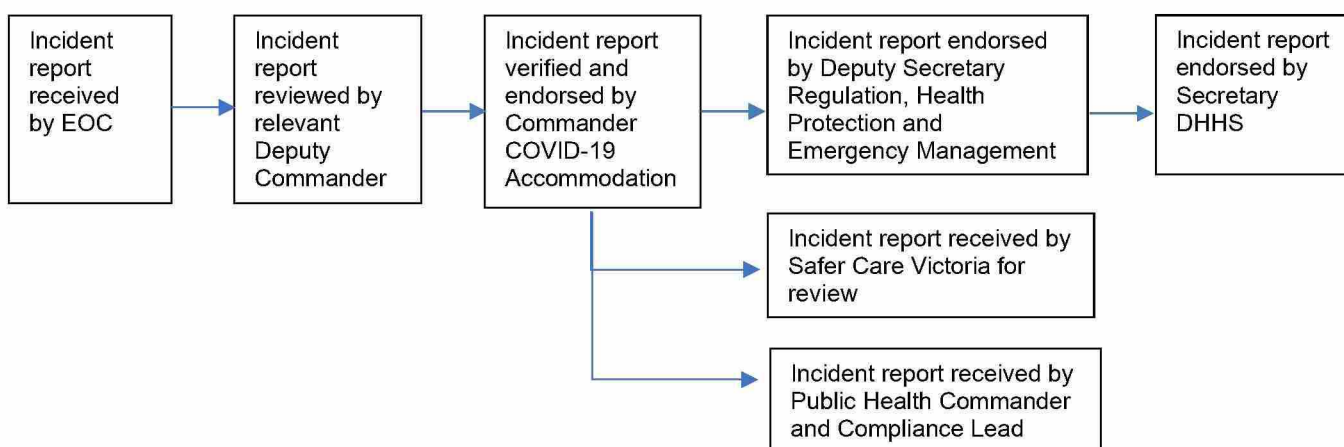 Incident
report
received
by EOC
Incident
report
reviewed by
relevant
Deputy
Commander
Incident report
verified and
endorsed by
Commander
COVID-19
Accommodation
Incident report endorsed
by Deputy Secretary
Regulation, Health
Protection and
Emergency Management
Incident report
endorsed by
Secretary
DHHS
Incident report received by
Safer Care Victoria for
review
Incident report received by
Public Health Commander
and Compliance Lead